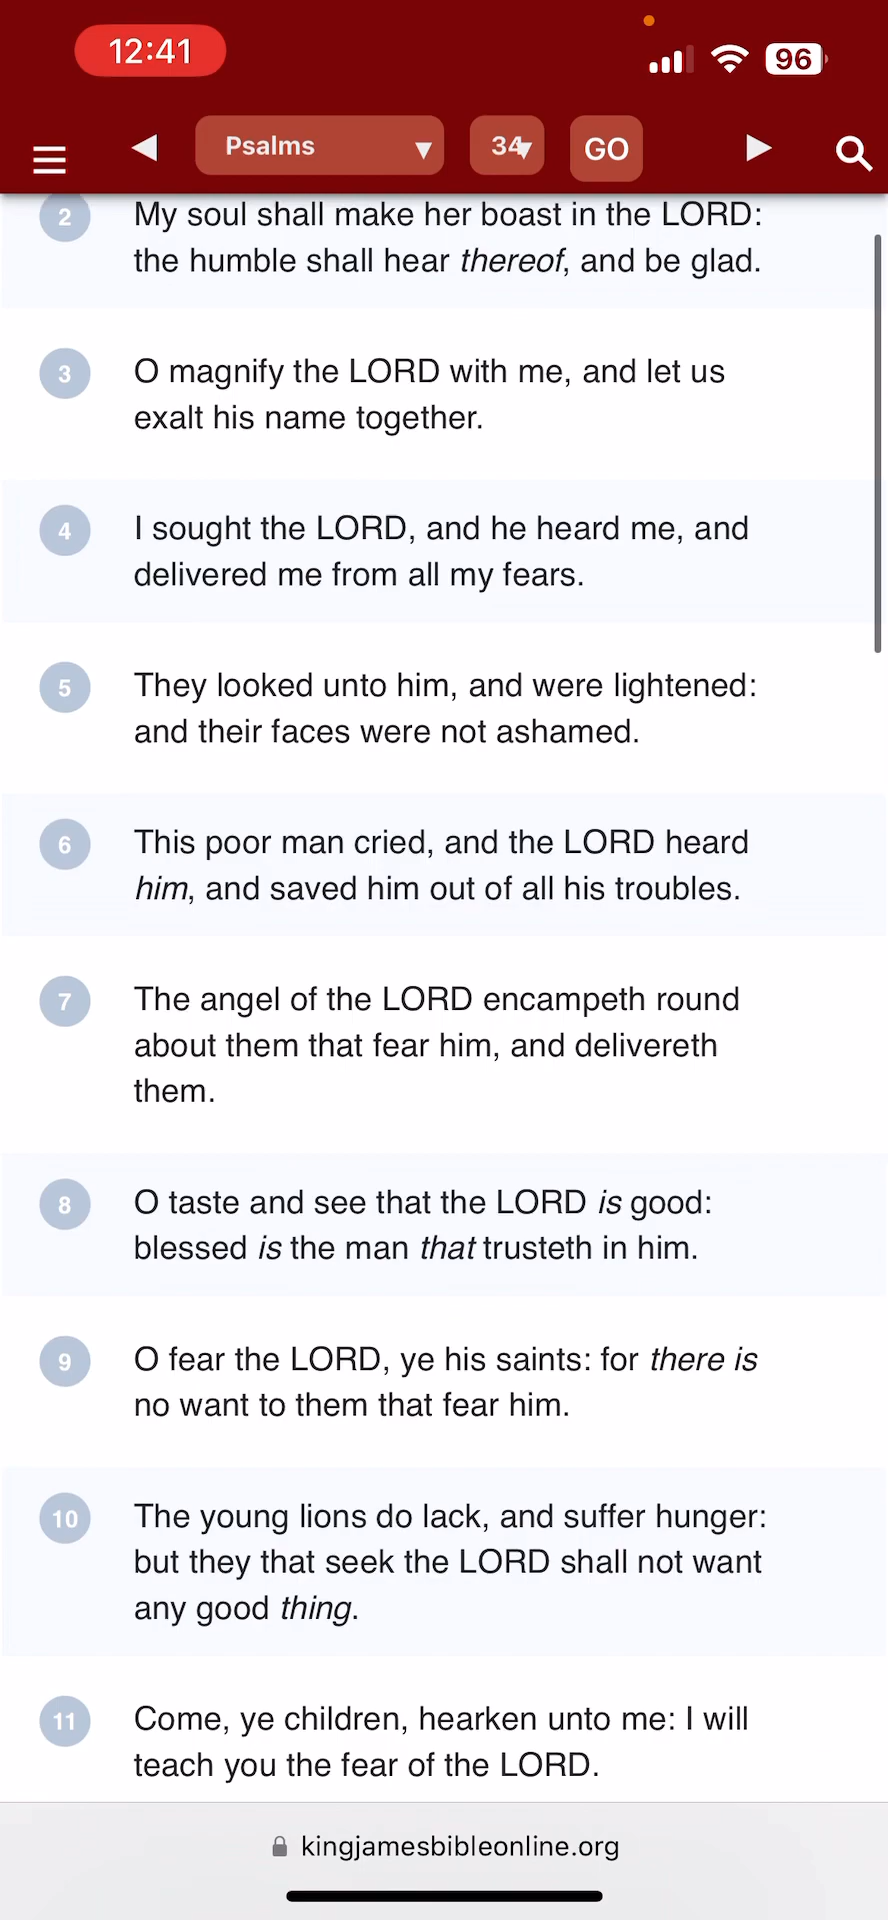 12:41
96
Psalms
34
GO
2 My soul shall make her boast in the LORD:
the humble shall hear thereof, and be glad.
3 O magnify the LORD with me, and let us
exalt his name together.
4 I sought the LORD, and he heard me, and
delivered me from all my fears.
5 They looked unto him, and were lightened:
and their faces were not ashamed.
6 This poor man cried, and the LORD heard
him, and saved him out of all his troubles.
7 The angel of the LORD encampeth round
about them that fear him, and delivereth
them.
8 O taste and see that the LORD is good:
blessed is the man that trusteth in him.
9 O fear the LORD, ye his saints: for there is
no want to them that fear him.
10 The young lions do lack, and suffer hunger:
but they that seek the LORD shall not want
any good thing.
11 Come, ye children, hearken unto me: I will
teach you the fear of the LORD.
kingjamesbibleonline.org